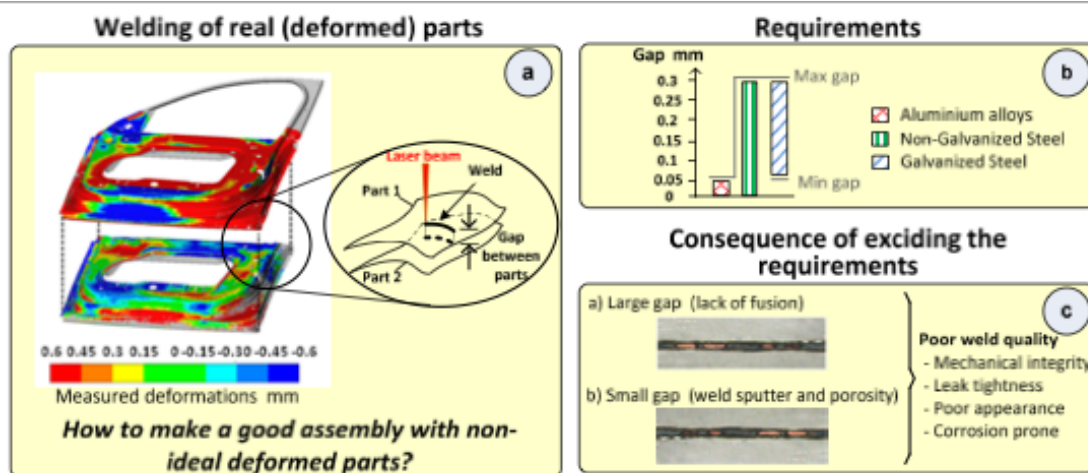 Welding of real (deformed) parts
a
Laser beam
Weld
Part 1
Gap
between
parts
Part 2
0.6 0.45 0.3 0.15 0 -0.15 -0.30 -0.45 -0.6
Measured deformations mm
How to make a good assembly with non-
ideal deformed parts?
Requirements
b
Gap mm
0.3
0.25
0.2
0.15
0.1
0.05
0
Max gap
Min gap
Aluminium alloys
Non-Galvanized Steel
Galvanized Steel
Consequence of exciding the
requirements
c
a) Large gap (lack of fusion)
b) Small gap (weld sputter and porosity)
Poor weld quality
- Mechanical integrity
- Leak tightness
- Poor appearance
- Corrosion prone